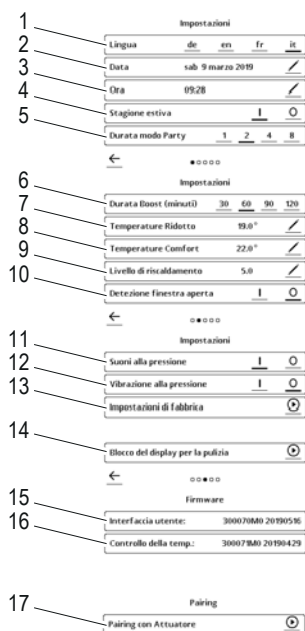 Impostazioni
1 Lingua de en fr it
2 Data sab 9 marzo 2019
3 Ora 09:28
4 Stagione estiva I O
5 Durata modo Party 1 2 4 8
Impostazioni
6 Durata Boost (minuti) 30 60 90 120
7 Temperature Ridotto 19.0°
8 Temperature Comfort 22.0°
9 Livello di riscaldamento 5.0
10 Detezione finestra aperta I O
Impostazioni
11 Suoni alla pressione I O
12 Vibrazione alla pressione I O
13 Impostazioni di fabbrica
14 Blocco del display per la pulizia
Firmware
15 Interfaccia utente: 300070M0 20190516
16 Controllo della temp.: 300071M0 20190429
Pairing
17 Pairing con Attuatore